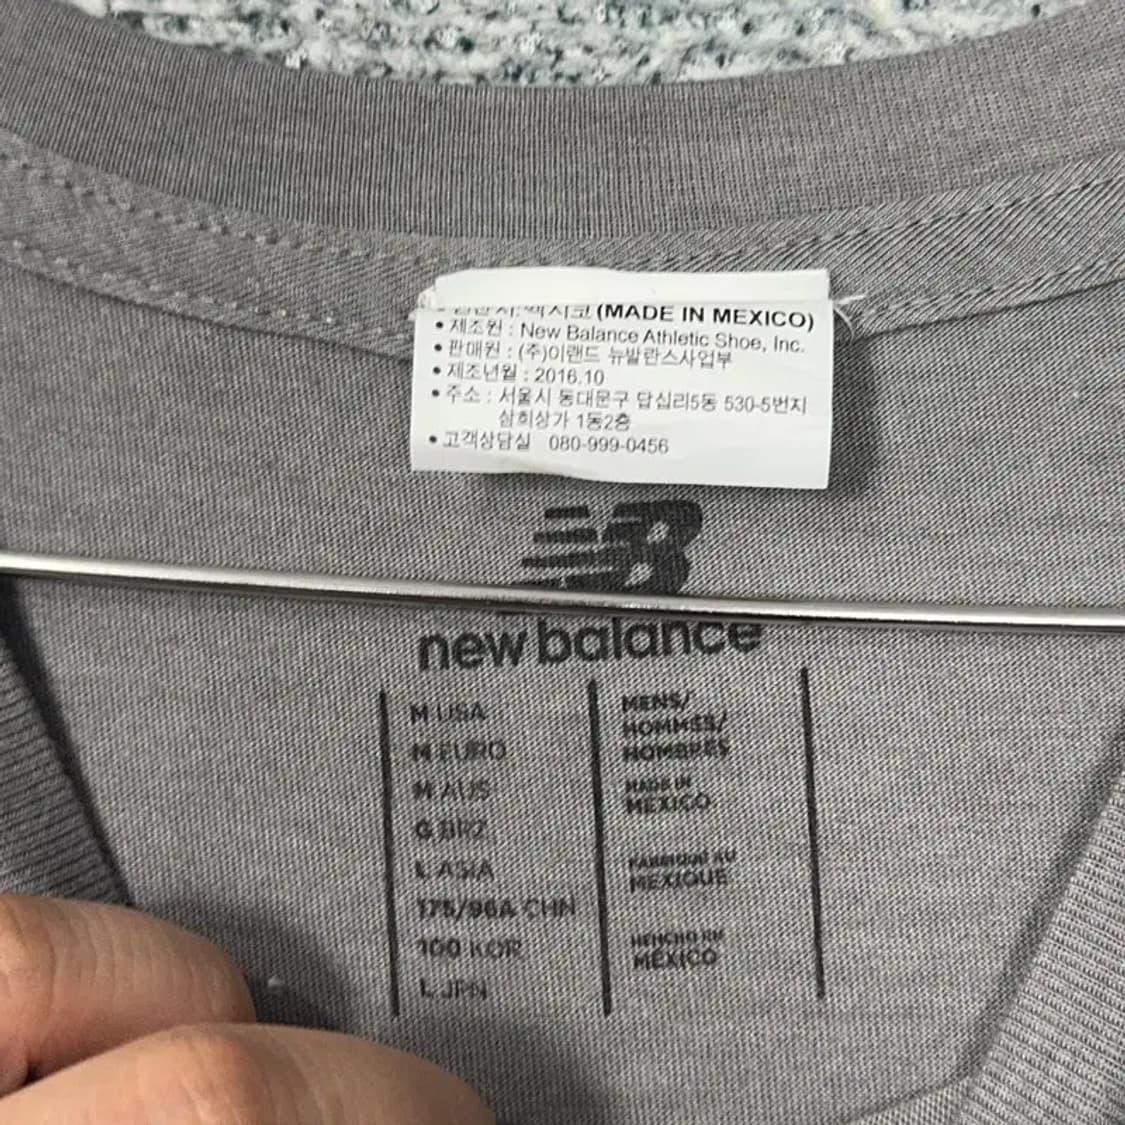 (MADE IN MEXICO)
• 제조원 : New Balance Athletic Shoe, Inc.
• 판매원 : (주)이랜드 뉴발란스사업부
• 제조년월 : 2016.10
• 주소 : 서울시 동대문구 답십리5동 530-5번지
삼희상가 1동2층
• 고객상담실 080-999-0456
NB
new balance
M USA
M EURO
M AUS
G BRZ
L ASIA
175/96A CHN
100 KOR
L JPN
MENS/
HOMMES/
HOMBRES
MADE IN
MEXICO
FABRIQUÉ AU
MEXIQUE
HENCHO EN
MÉXICO